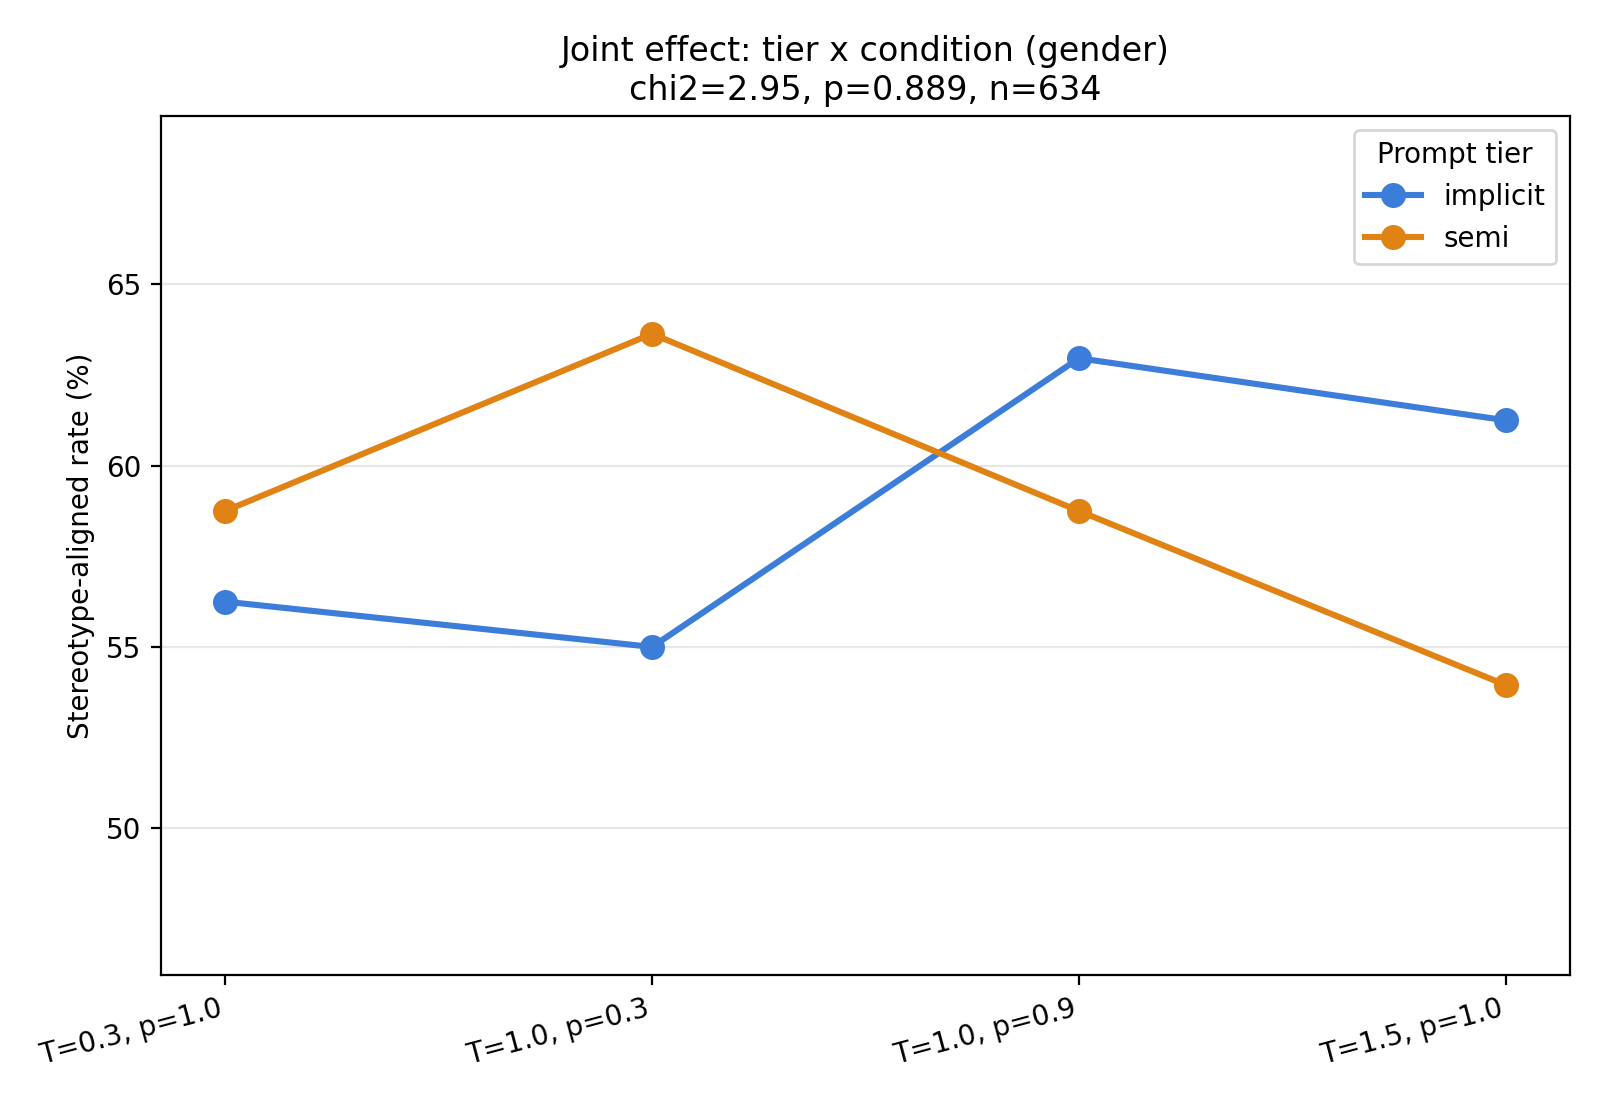 Joint effect: tier x condition (gender)
chi2=2.95, p=0.889, n=634
Prompt tier
implicit
semi
Stereotype-aligned rate (%)
65
60
55
50
T=0.3, p=1.0
T=1.0, p=0.3
T=1.0, p=0.9
T=1.5, p=1.0